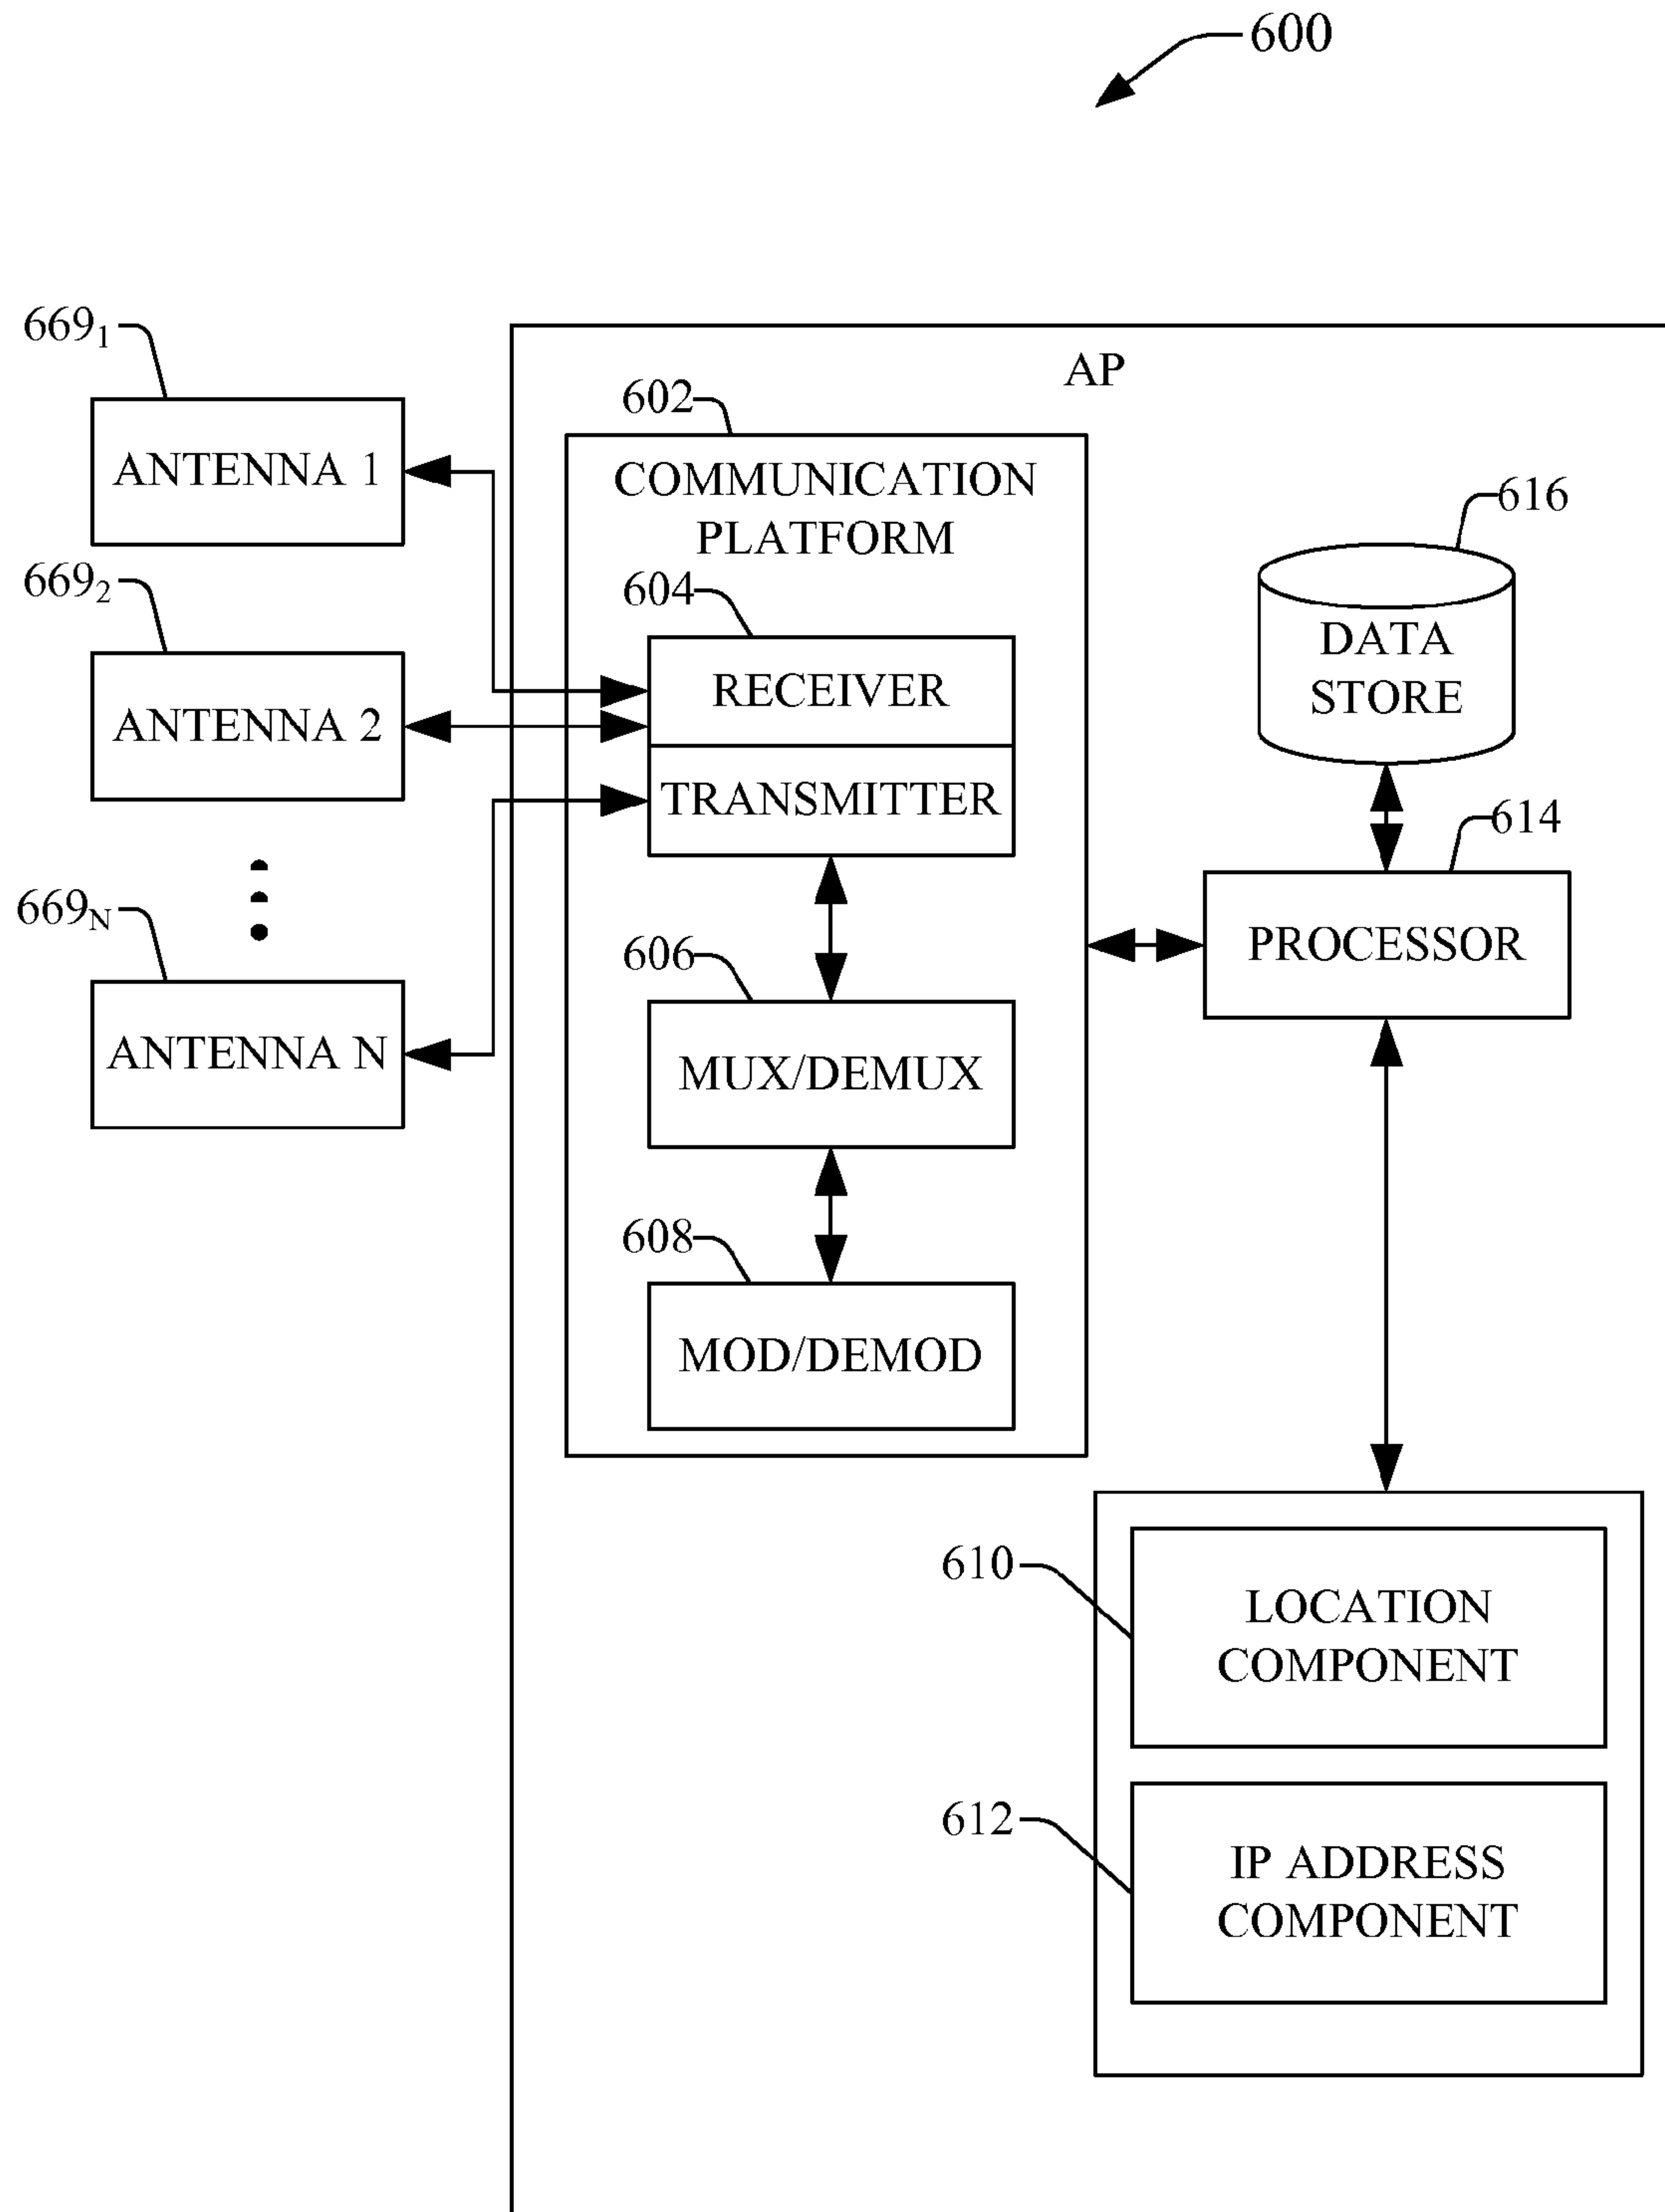 600
669₁
AP
602
ANTENNA 1
COMMUNICATION
PLATFORM
616
669₂
604
DATA
STORE
RECEIVER
ANTENNA 2
TRANSMITTER
614
669N
606
PROCESSOR
ANTENNA N
MUX/DEMUX
608
MOD/DEMOD
610
LOCATION
COMPONENT
612
IP ADDRESS
COMPONENT